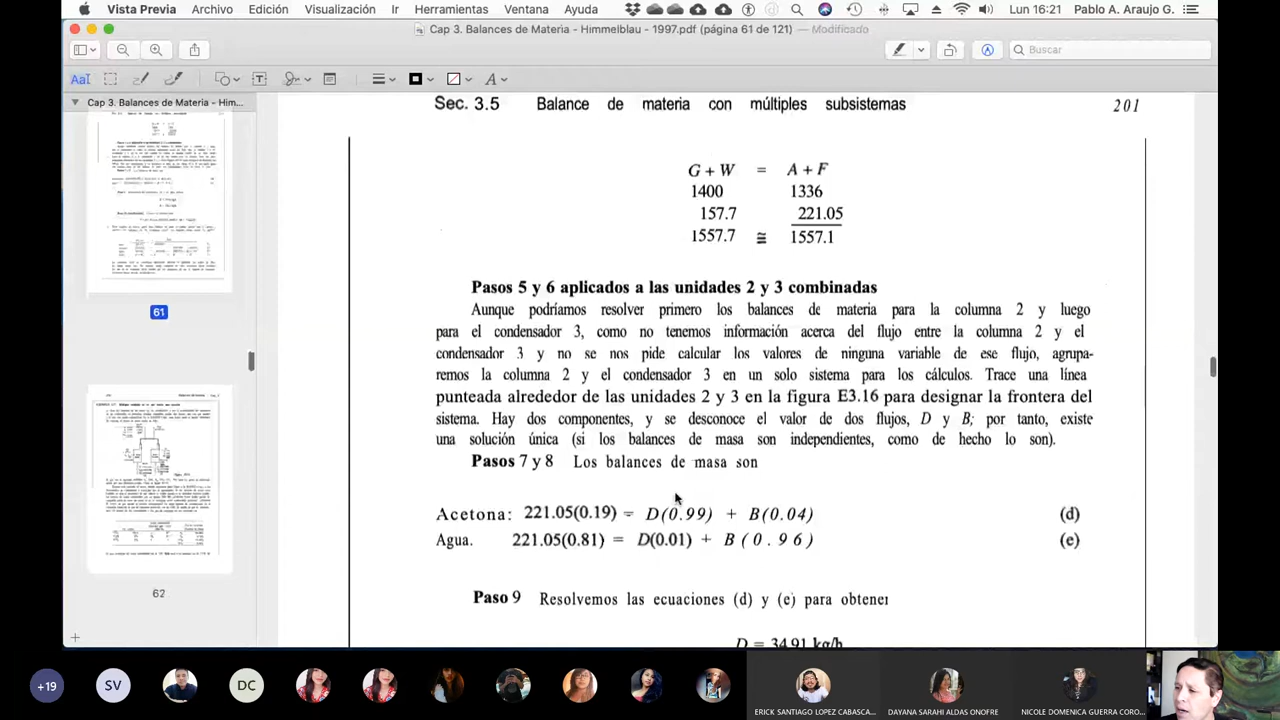 Vista Previa Archivo Edición Visualización Ir Herramientas Ventana Ayuda Lun 16:21 Pablo A. Araujo G.
Cap 3. Balances de Materia - Himmelblau - 1997.pdf (página 61 de 121) — Modificado
Buscar
Cap 3. Balances de Materia - Him...
61
62
Sec. 3.5 Balance de materia con múltiples subsistemas 201
G + W = A + F
1400 1336
157.7 221.05
1557.7 ≅ 1557.1
Pasos 5 y 6 aplicados a las unidades 2 y 3 combinadas
Aunque podríamos resolver primero los balances de materia para la columna 2 y luego
para el condensador 3, como no tenemos información acerca del flujo entre la columna 2 y el
condensador 3 y no se nos pide calcular los valores de ninguna variable de ese flujo, agrupa-
remos la columna 2 y el condensador 3 en un solo sistema para los cálculos. Trace una línea
punteada alrededor de las unidades 2 y 3 en la figura E3.16 para designar la frontera del
sistema. Hay dos componentes, y se desconoce el valor de dos flujos, D y B; por tanto, existe
una solución única (si los balances de masa son independientes, como de hecho lo son).
Pasos 7 y 8 Los balances de masa son
Acetona: 221.05(0.19) = D(0.99) + B(0.04) (d)
Agua. 221.05(0.81) = D(0.01) + B(0.96) (e)
Paso 9 Resolvemos las ecuaciones (d) y (e) para obtener
D = 34.91 kg/h
+19 SV DC
ERICK SANTIAGO LOPEZ CABASCA... DAYANA SARAHI ALDAS ONOFRE NICOLE DOMENICA GUERRA CORO...